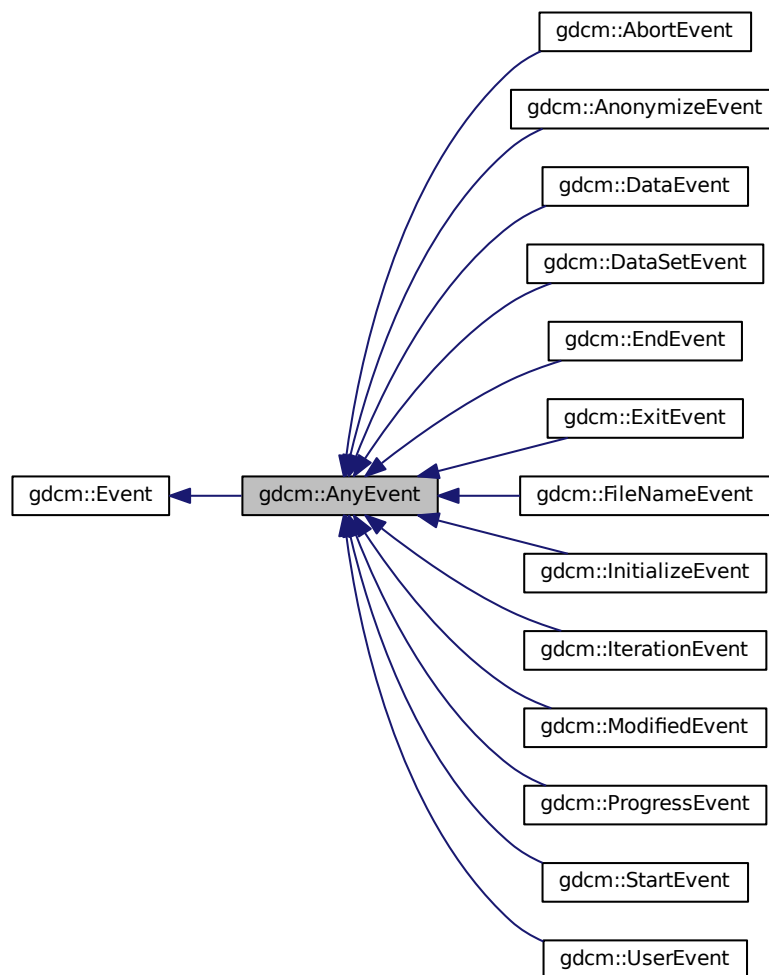 gdcm::AbortEvent
gdcm::AnonymizeEvent
gdcm::DataEvent
gdcm::DataSetEvent
gdcm::EndEvent
gdcm::ExitEvent
gdcm::Event
gdcm::AnyEvent
gdcm::FileNameEvent
gdcm::InitializeEvent
gdcm::IterationEvent
gdcm::ModifiedEvent
gdcm::ProgressEvent
gdcm::StartEvent
gdcm::UserEvent